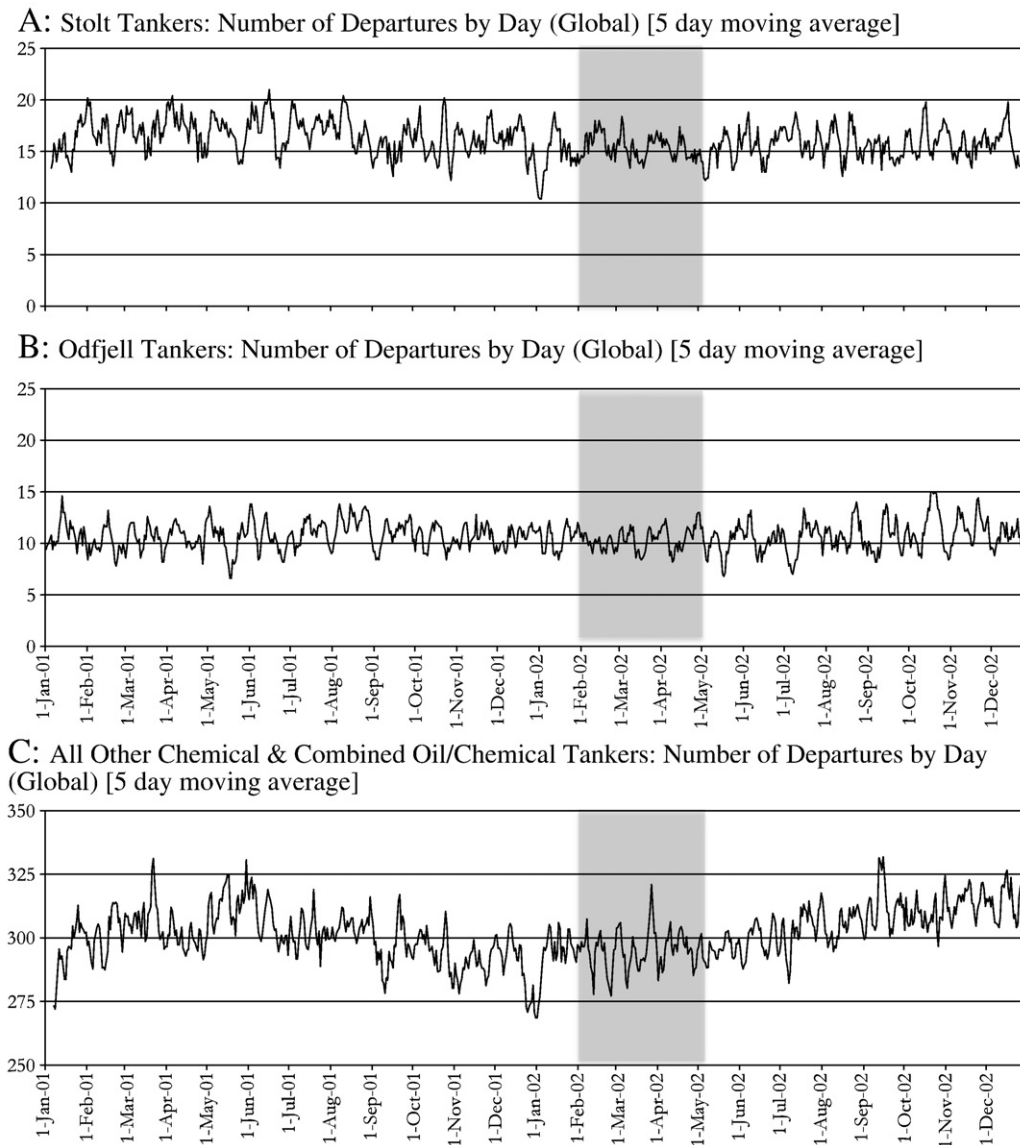 A: Stolt Tankers: Number of Departures by Day (Global) [5 day moving average]
25
20
15
10
5
0
B: Odfjell Tankers: Number of Departures by Day (Global) [5 day moving average]
25
20
15
10
5
0
1-Jan-01
1-Feb-01
1-Mar-01
1-Apr-01
1-May-01
1-Jun-01
1-Jul-01
1-Aug-01
1-Sep-01
1-Oct-01
1-Nov-01
1-Dec-01
1-Jan-02
1-Feb-02
1-Mar-02
1-Apr-02
1-May-02
1-Jun-02
1-Jul-02
1-Aug-02
1-Sep-02
1-Oct-02
1-Nov-02
1-Dec-02
C: All Other Chemical & Combined Oil/Chemical Tankers: Number of Departures by Day
(Global) [5 day moving average]
350
325
300
275
250
1-Jan-01
1-Feb-01
1-Mar-01
1-Apr-01
1-May-01
1-Jun-01
1-Jul-01
1-Aug-01
1-Sep-01
1-Oct-01
1-Nov-01
1-Dec-01
1-Jan-02
1-Feb-02
1-Mar-02
1-Apr-02
1-May-02
1-Jun-02
1-Jul-02
1-Aug-02
1-Sep-02
1-Oct-02
1-Nov-02
1-Dec-02